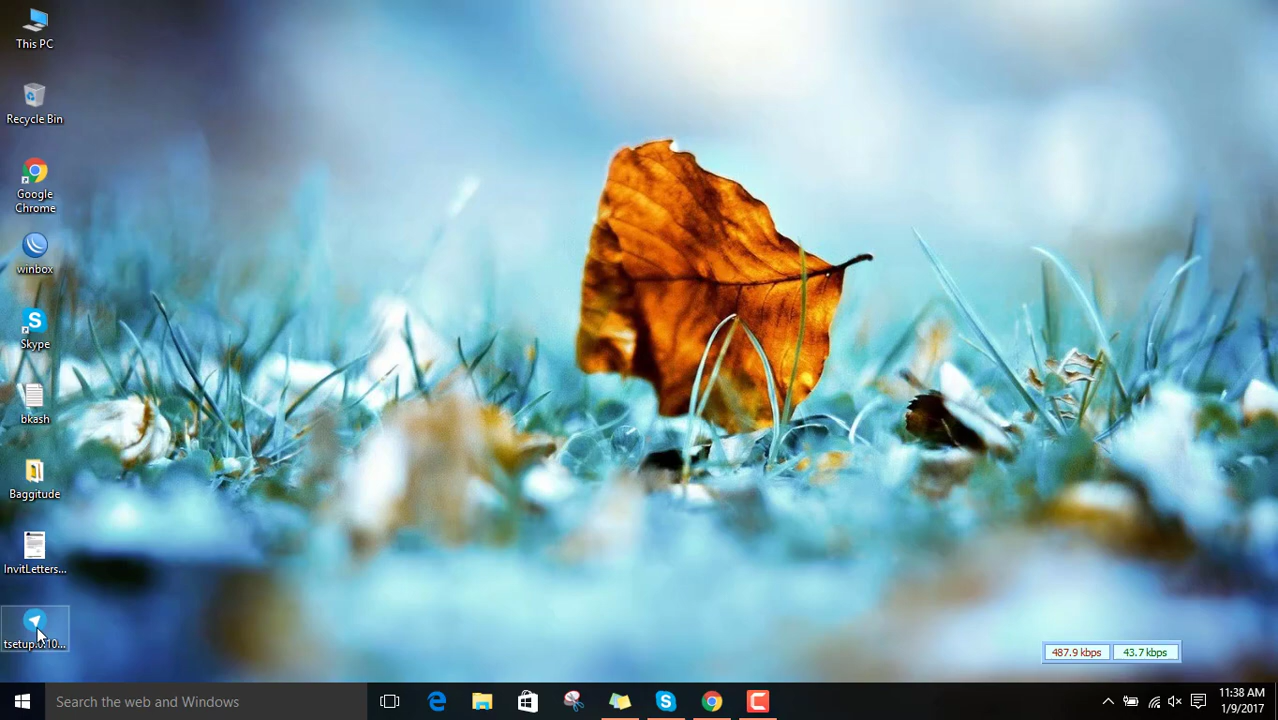 This PC
Recycle Bin
Google
Chrome
winbox
Skype
bkash
Baggitude
InvitLetters...
tsetup.0.10...
487.9 kbps
43.7 kbps
Search the web and Windows
11:38 AM
1/9/2017